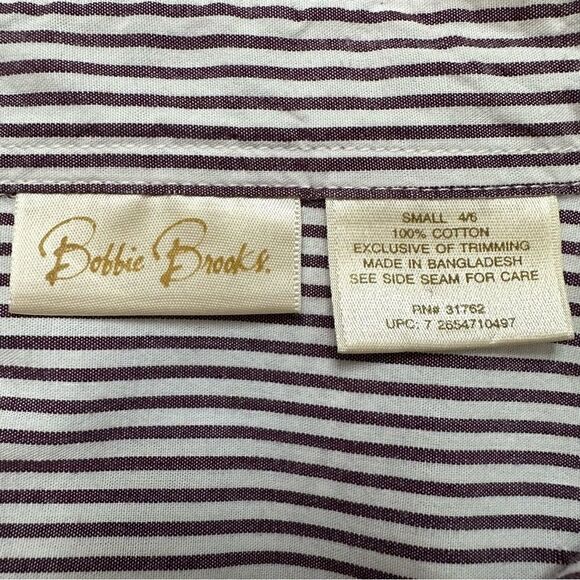 Bobbie Brooks.
SMALL 4/6
100% COTTON
EXCLUSIVE OF TRIMMING
MADE IN BANGLADESH
SEE SIDE SEAM FOR CARE
RN# 31762
UPC: 7 2654710497